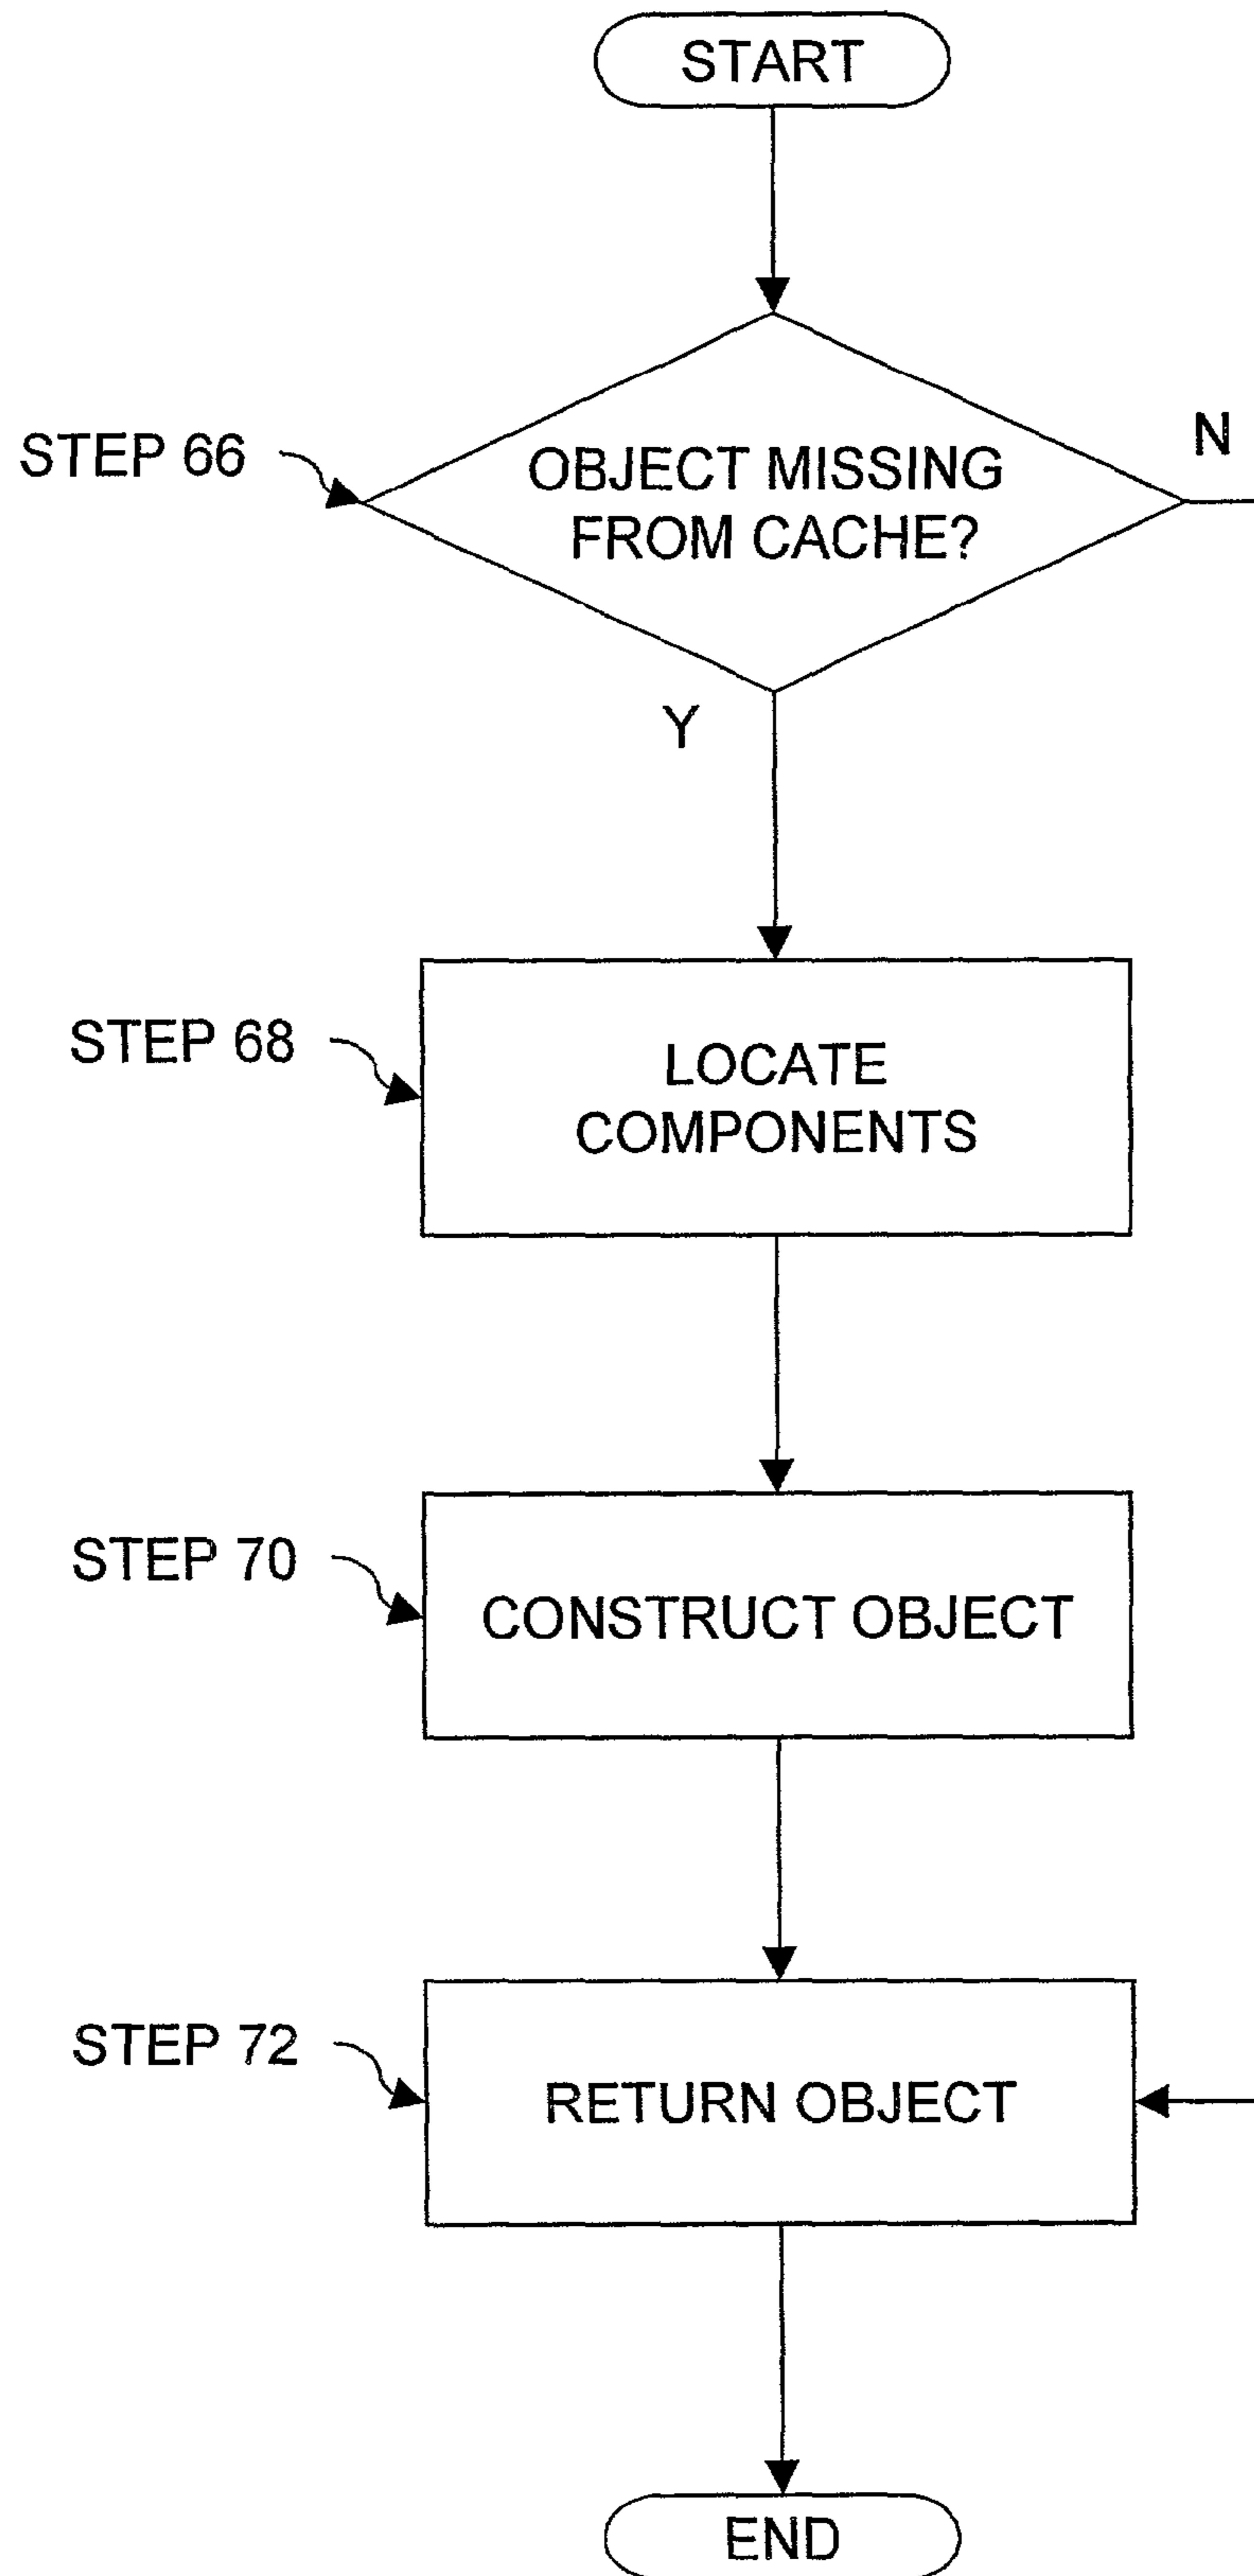 START
STEP 66
OBJECT MISSING
FROM CACHE?
N
Y
STEP 68
LOCATE
COMPONENTS
STEP 70
CONSTRUCT OBJECT
STEP 72
RETURN OBJECT
END